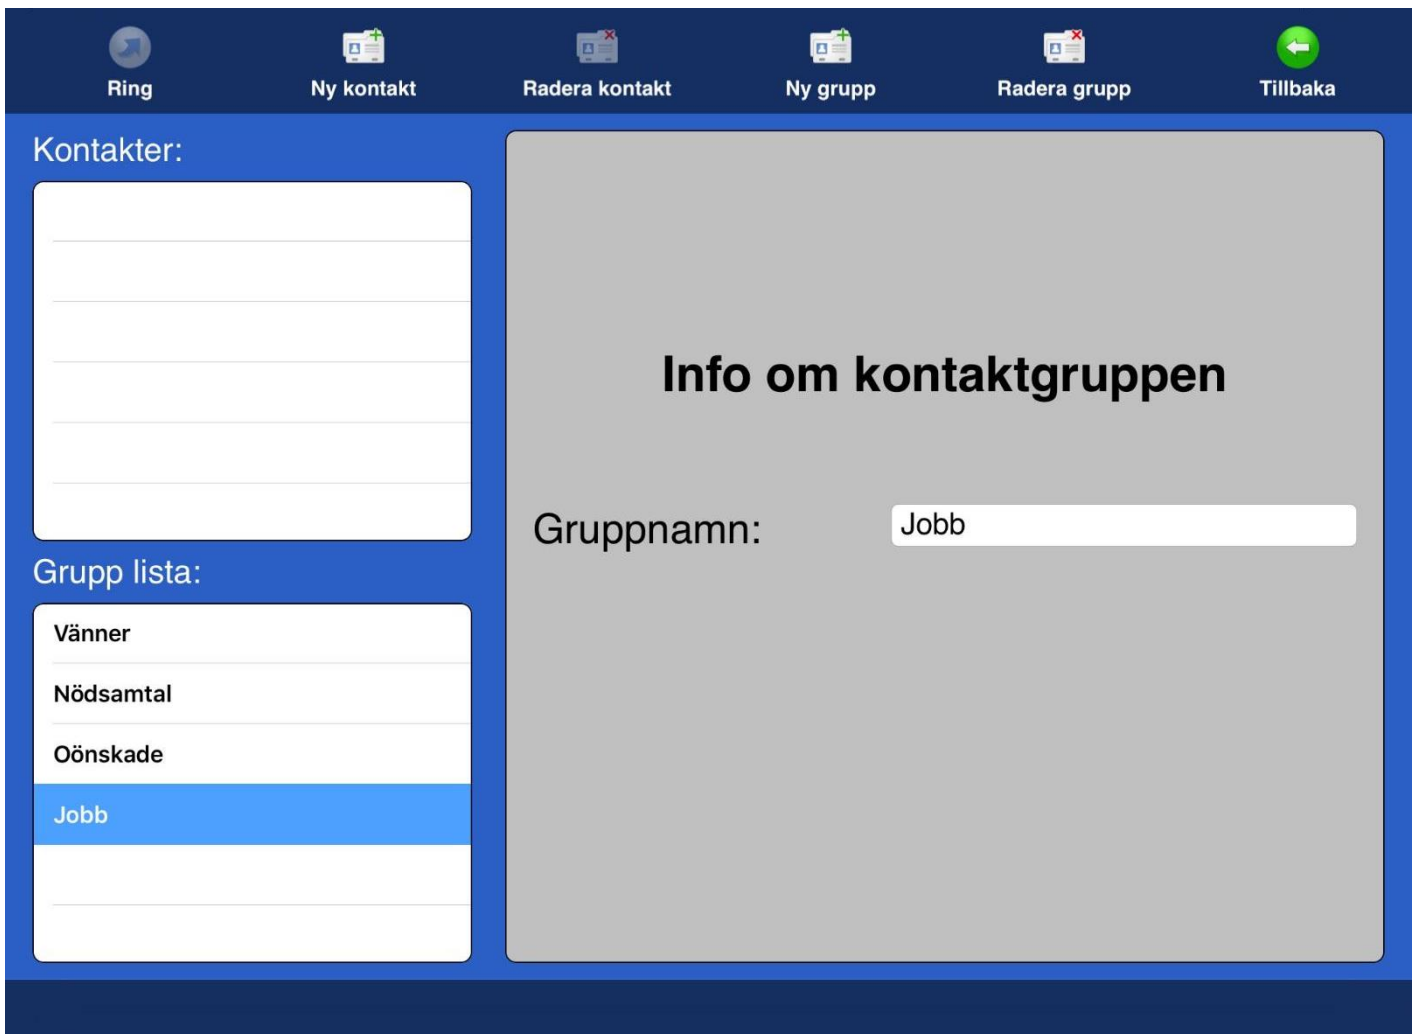 Ring
Ny kontakt
Radera kontakt
Ny grupp
Radera grupp
Tillbaka
Kontakter:
Grupp lista:
Vänner
Nödsamtal
Oönskade
Jobb
Info om kontaktgruppen
Gruppnamn: Jobb